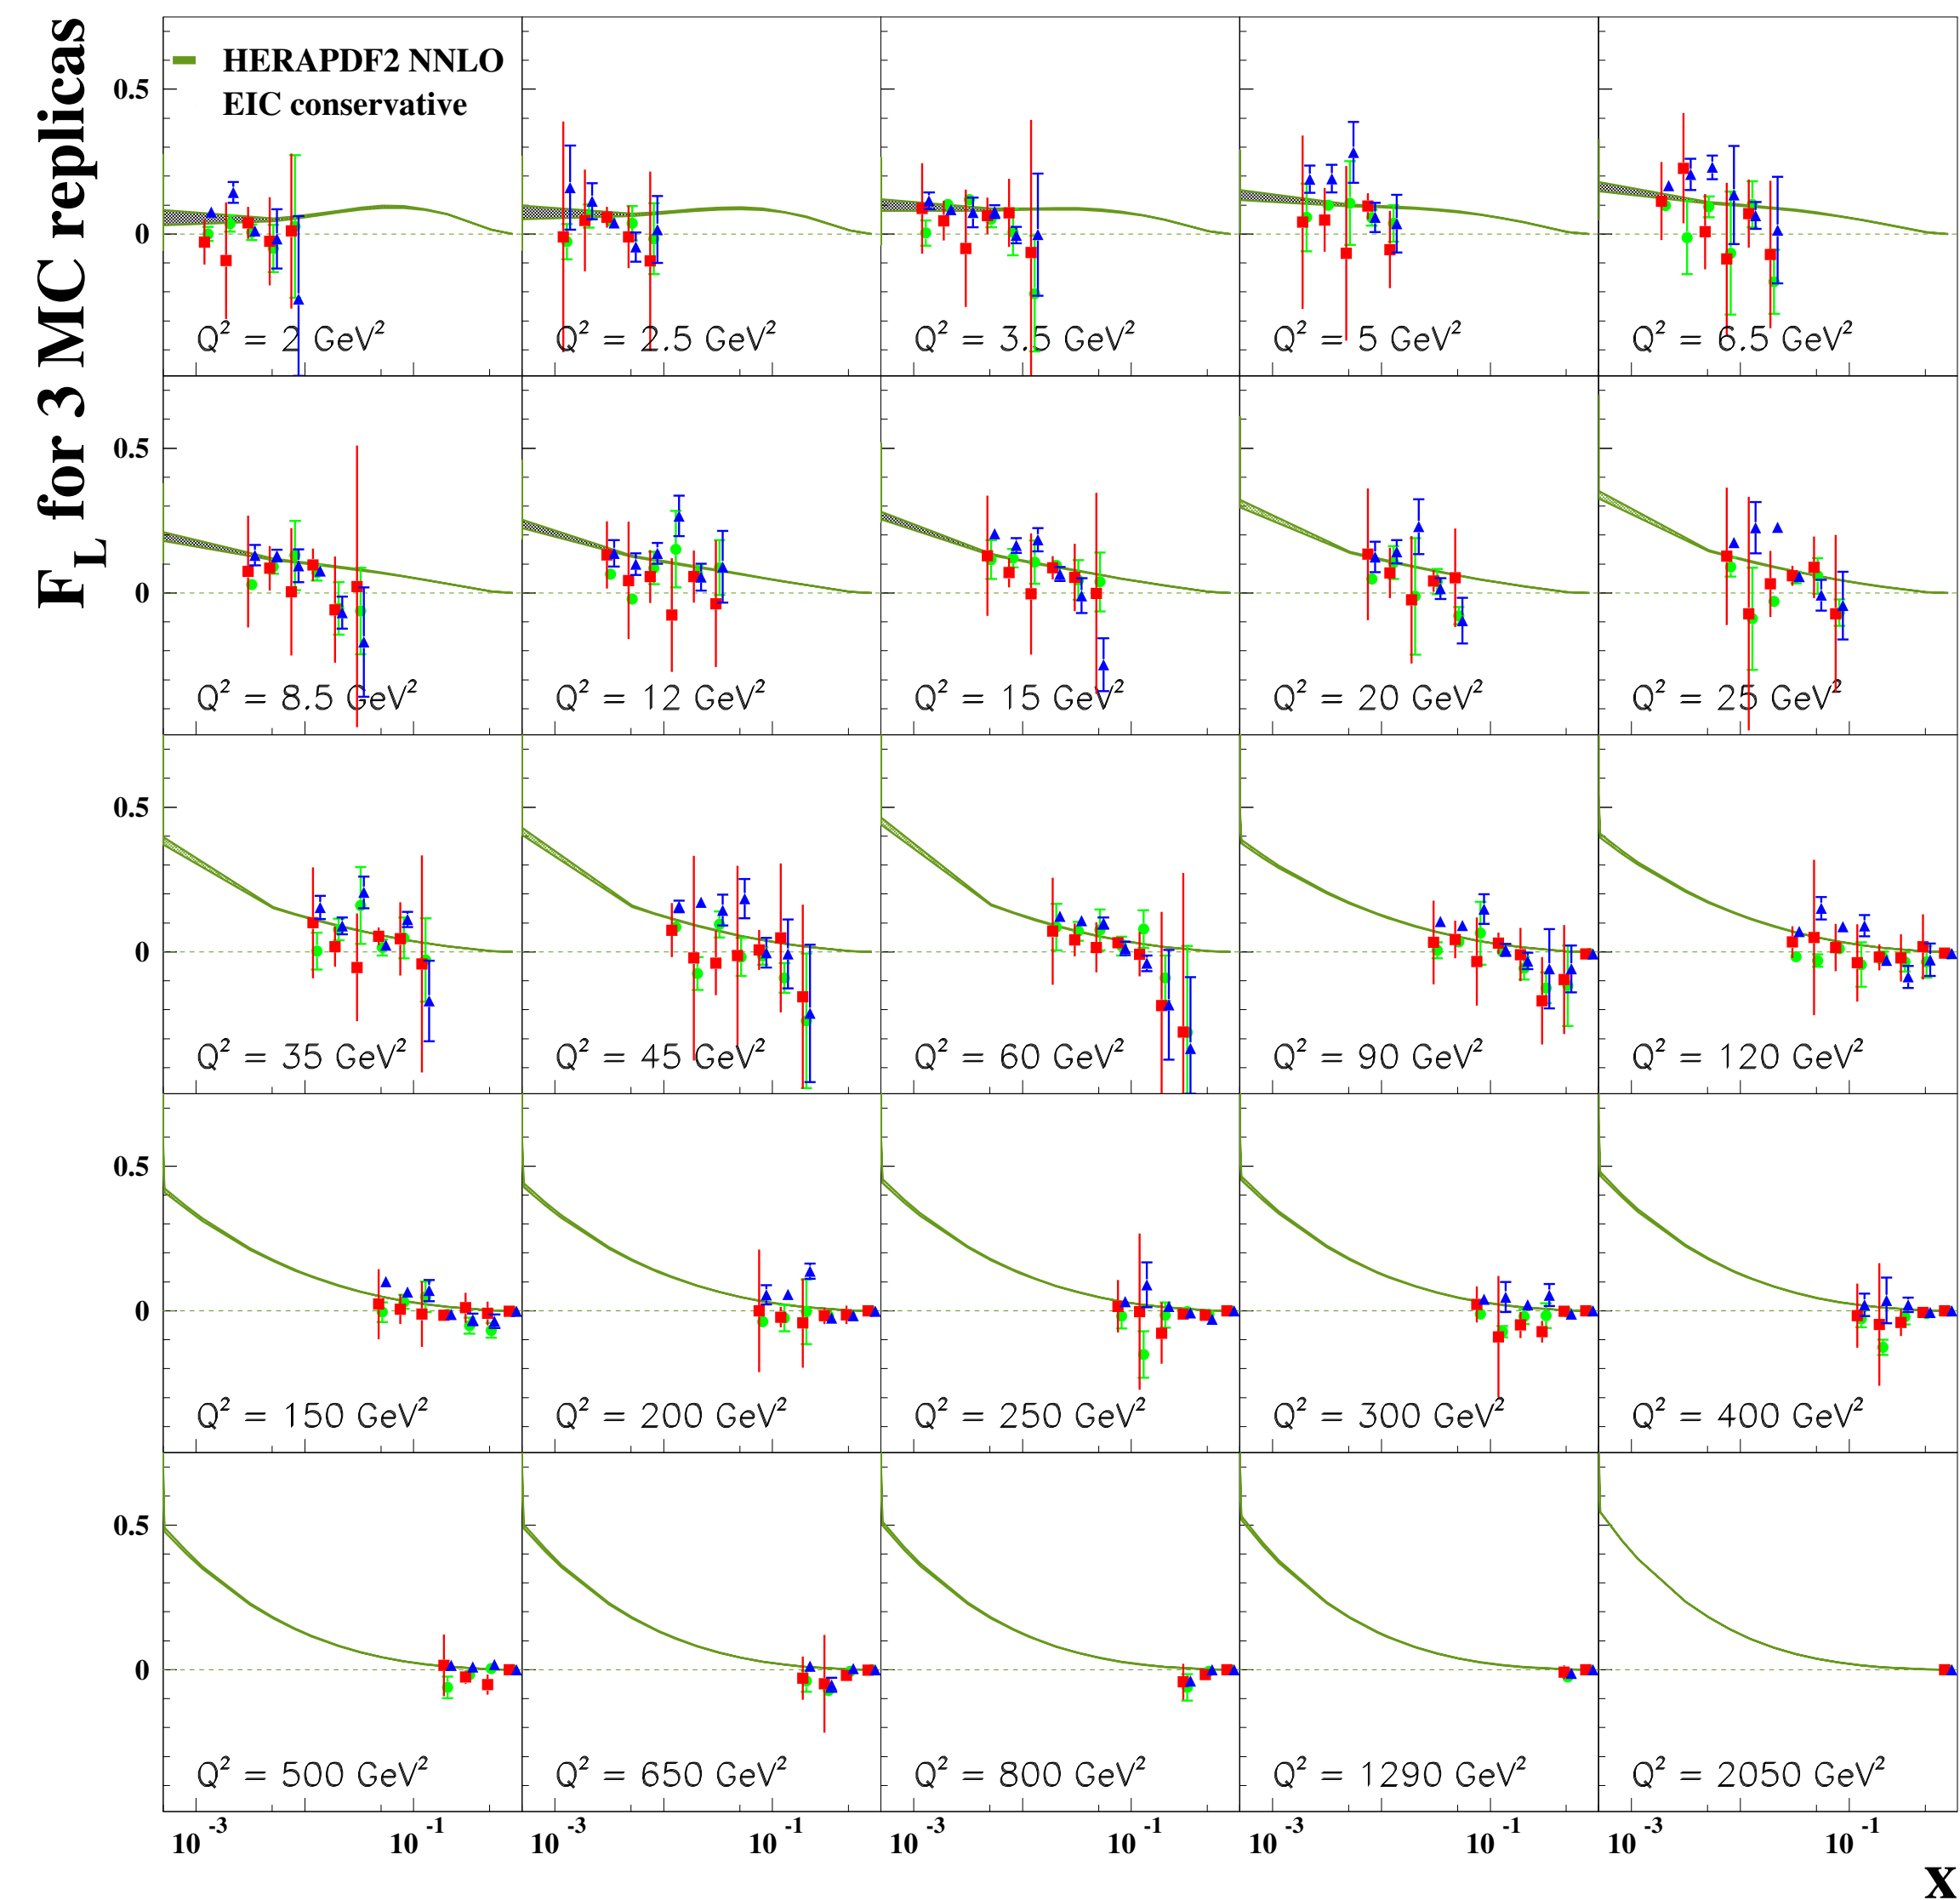 F_L for 3 MC replicas
HERAPDF2 NNLO
EIC conservative
0.5
0
Q² = 2 GeV²
Q² = 2.5 GeV²
Q² = 3.5 GeV²
Q² = 5 GeV²
Q² = 6.5 GeV²
0.5
0
Q² = 8.5 GeV²
Q² = 12 GeV²
Q² = 15 GeV²
Q² = 20 GeV²
Q² = 25 GeV²
0.5
0
Q² = 35 GeV²
Q² = 45 GeV²
Q² = 60 GeV²
Q² = 90 GeV²
Q² = 120 GeV²
0.5
0
Q² = 150 GeV²
Q² = 200 GeV²
Q² = 250 GeV²
Q² = 300 GeV²
Q² = 400 GeV²
0.5
0
Q² = 500 GeV²
Q² = 650 GeV²
Q² = 800 GeV²
Q² = 1290 GeV²
Q² = 2050 GeV²
10⁻³ 10⁻¹ 10⁻³ 10⁻¹ 10⁻³ 10⁻¹ 10⁻³ 10⁻¹ 10⁻³ 10⁻¹
x